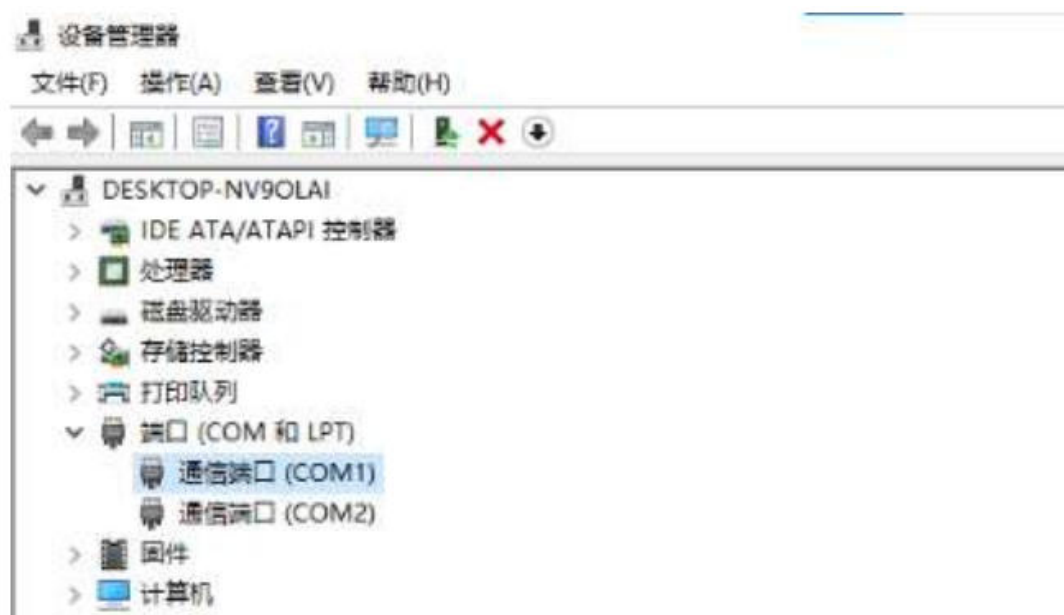 设备管理器
文件(F) 操作(A) 查看(V) 帮助(H)
DESKTOP-NV9OLAI
IDE ATA/ATAPI 控制器
处理器
磁盘驱动器
存储控制器
打印队列
端口 (COM 和 LPT)
通信端口 (COM1)
通信端口 (COM2)
固件
计算机